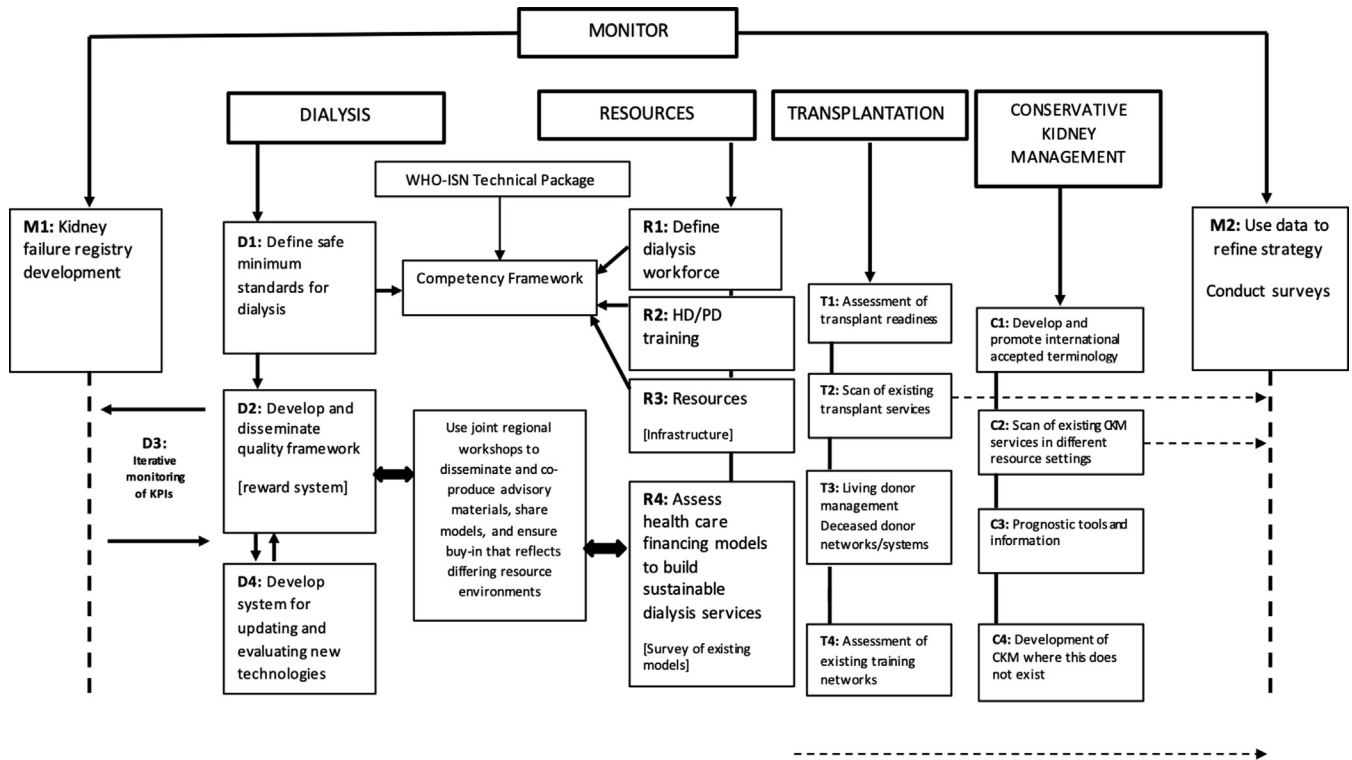 MONITOR
DIALYSIS
RESOURCES
TRANSPLANTATION
CONSERVATIVE
KIDNEY
MANAGEMENT
WHO-ISN Technical Package
M1: Kidney
failure registry
development
D1: Define safe
minimum
standards for
dialysis
Competency Framework
R1: Define
dialysis
workforce
M2: Use data to
refine strategy
Conduct surveys
R2: HD/PD
training
T1: Assessment of
transplant readiness
C1: Develop and
promote international
accepted terminology
D2: Develop and
disseminate
quality framework
[reward system]
D3:
Iterative
monitoring
of KPIs
Use joint regional
workshops to
disseminate and co-
produce advisory
materials, share
models, and ensure
buy-in that reflects
differing resource
environments
R3: Resources
[Infrastructure]
T2: Scan of existing
transplant services
C2: Scan of existing CKM
services in different
resource settings
R4: Assess
health care
financing models
to build
sustainable
dialysis services
[Survey of existing
models]
T3: Living donor
management
Deceased donor
networks/systems
C3: Prognostic tools and
information
D4: Develop
system for
updating and
evaluating new
technologies
T4: Assessment of
existing training
networks
C4: Development of
CKM where this does
not exist